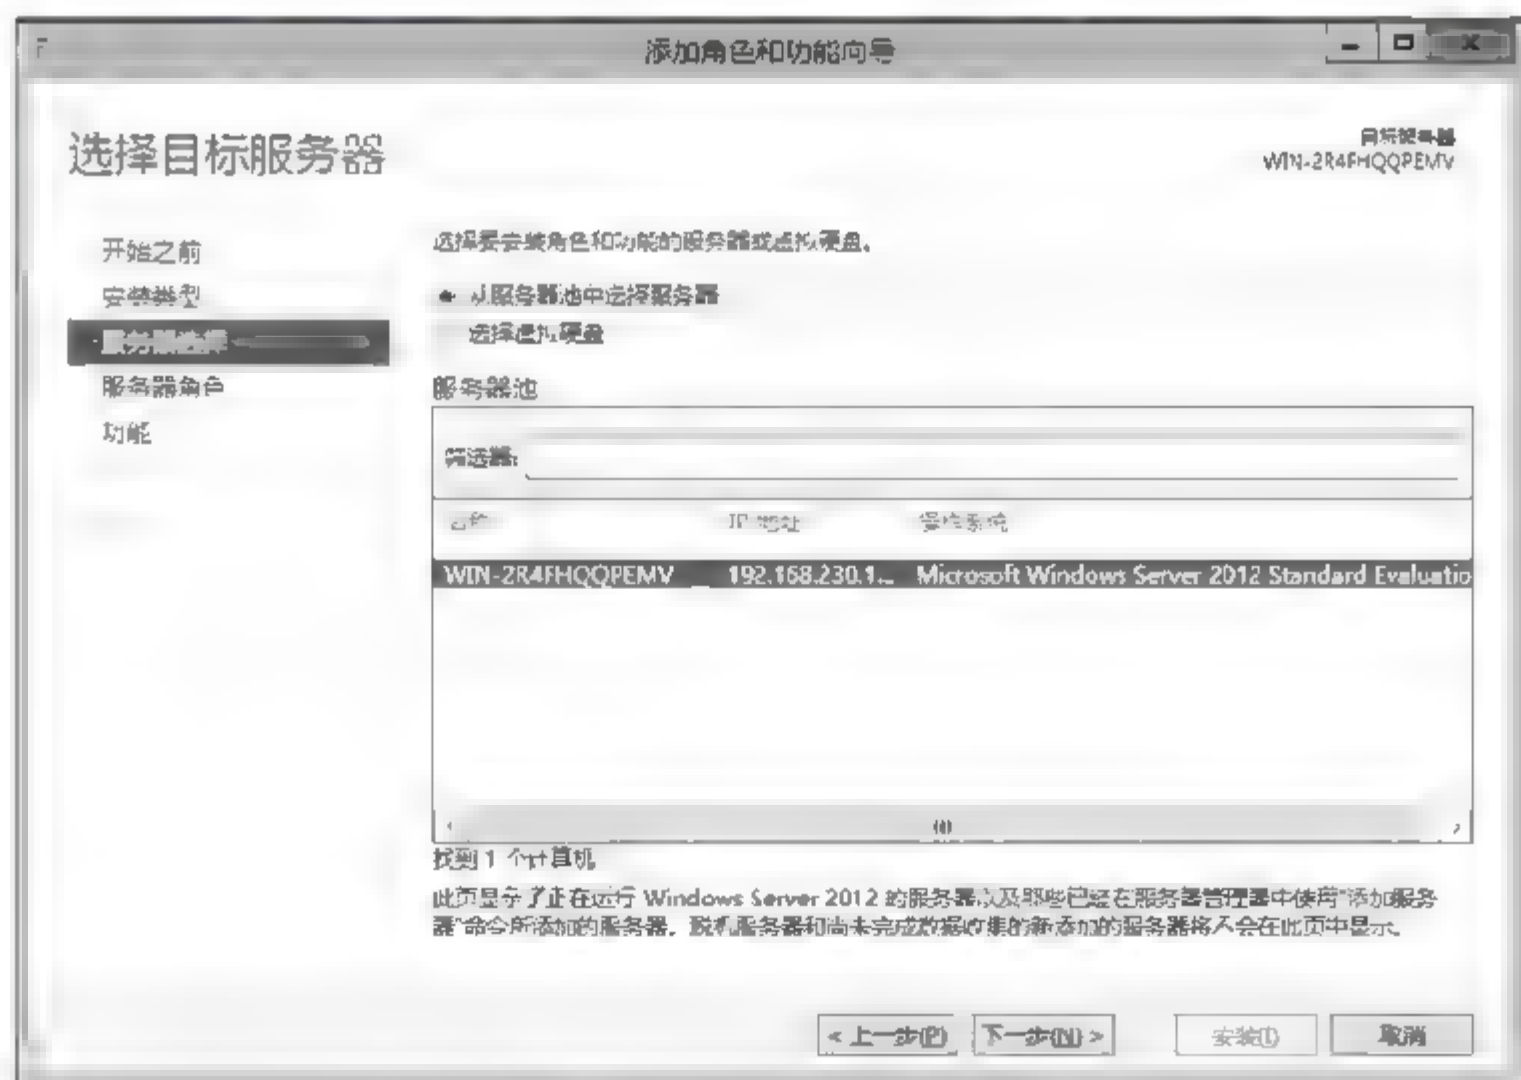 添加角色和功能向导
选择目标服务器
目标服务器
WIN-2R4FHQQPEMV
开始之前
安装类型
服务器选择
服务器角色
功能
选择要安装角色和功能的服务器或虚拟硬盘。
从服务器池中选择服务器
选择虚拟硬盘
服务器池
筛选器:
名称 IP 地址 操作系统
WIN-2R4FHQQPEMV 192.168.230.1... Microsoft Windows Server 2012 Standard Evaluatio
找到 1 个计算机
此页显示了正在运行 Windows Server 2012 的服务器以及那些已经在服务器管理器中使用"添加服务
器"命令所添加的服务器。脱机服务器和尚未完成数据收集的新添加的服务器将不会在此页中显示。
< 上一步(P) 下一步(N) > 安装(I) 取消